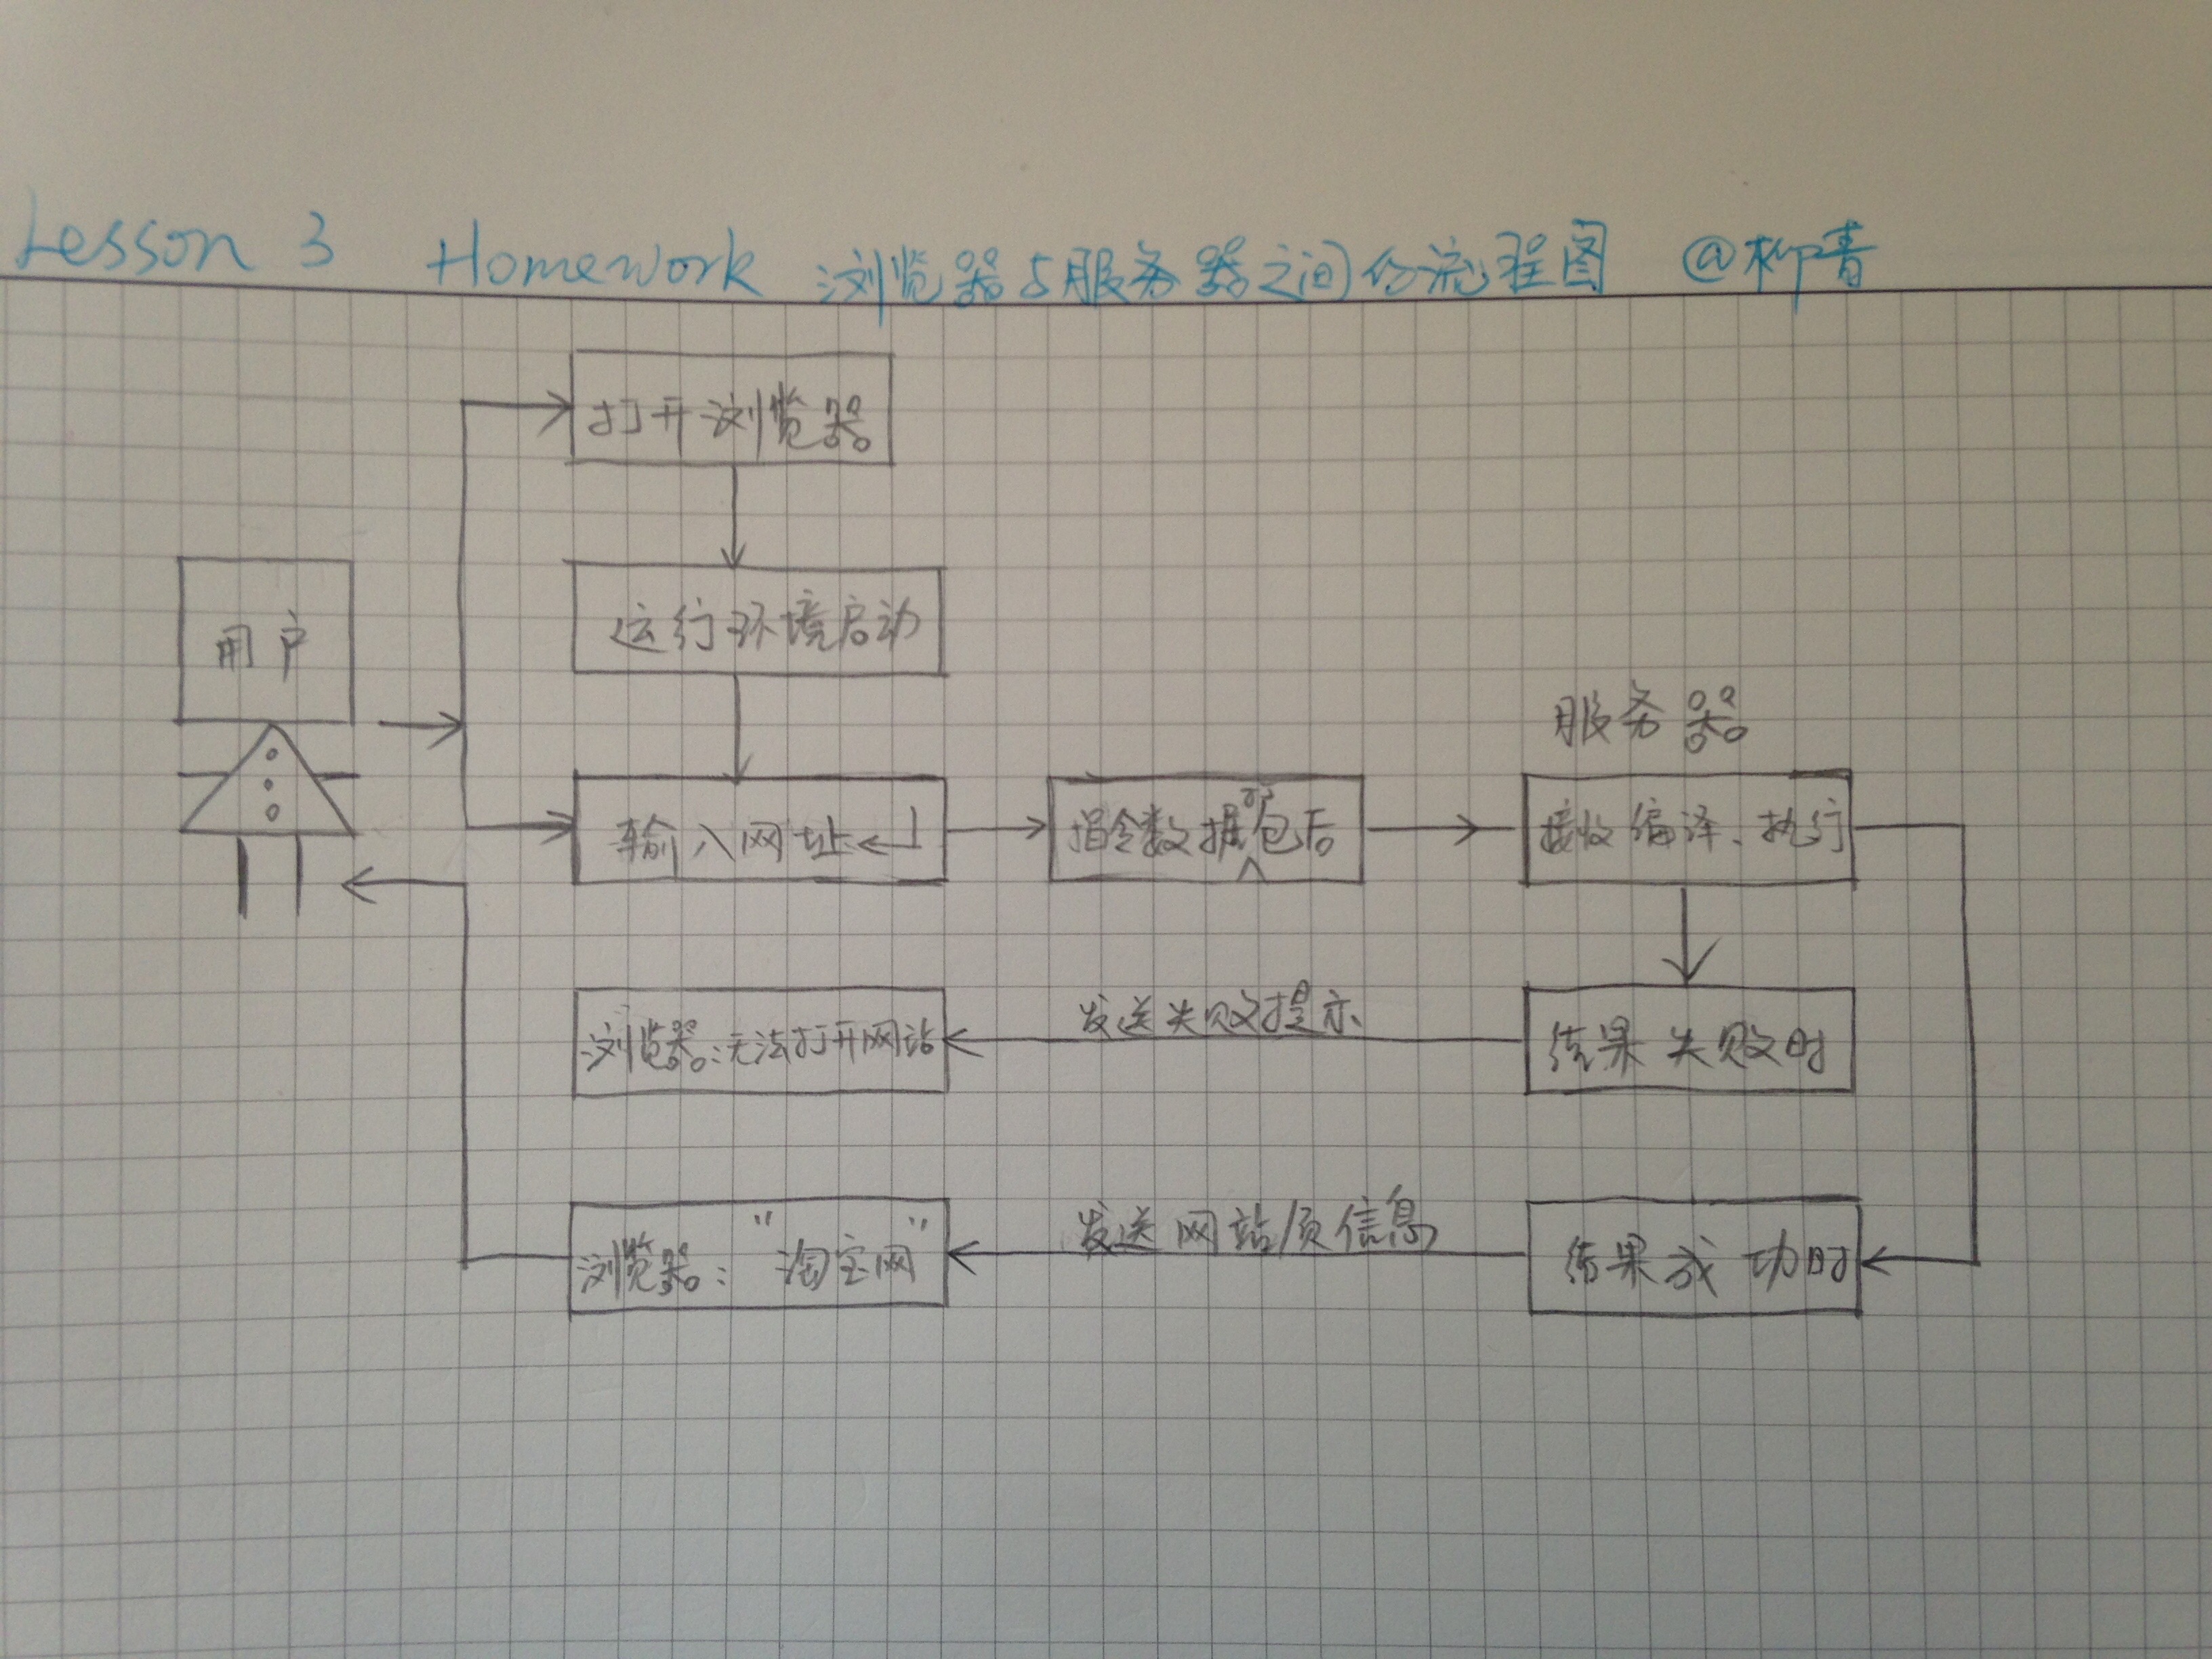 Lesson 3 Homework 浏览器与服务器之间的流程图 @柳青
打开浏览器
运行环境启动
用户
服务器
输入网址↵
指令数据打包后
接收编译、执行
浏览器:无法打开网站
发送失败提示
结果失败时
浏览器:"淘宝网"
发送网站/页信息
结果成功时